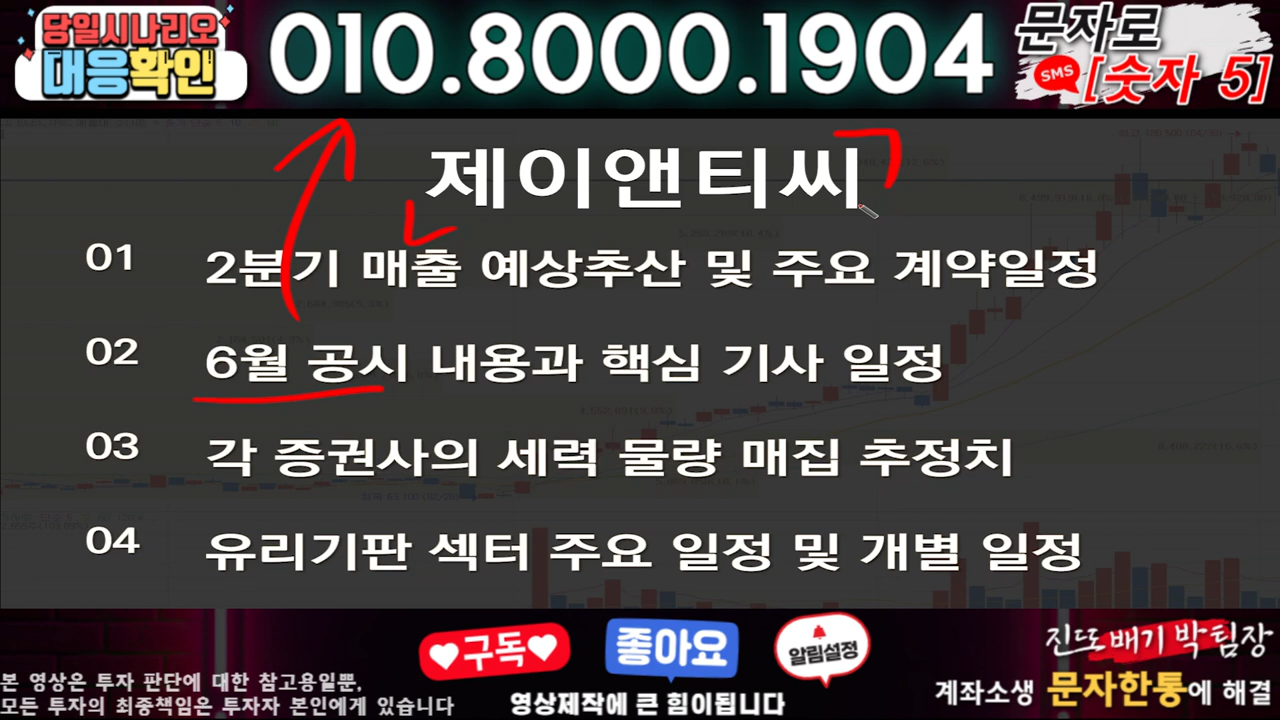 당일시나리오
대응확인
010.8000.1904
문자로
SMS
[숫자 5]
제이앤티씨
01
2분기 매출 예상추산 및 주요 계약일정
02
6월 공시 내용과 핵심 기사 일정
03
각 증권사의 세력 물량 매집 추정치
04
유리기판 섹터 주요 일정 및 개별 일정
구독
좋아요
알림설정
영상제작에 큰 힘이됩니다
본 영상은 투자 판단에 대한 참고용일뿐,
모든 투자의 최종책임은 투자자 본인에게 있습니다
진또배기 박팀장
계좌소생 문자한통에 해결